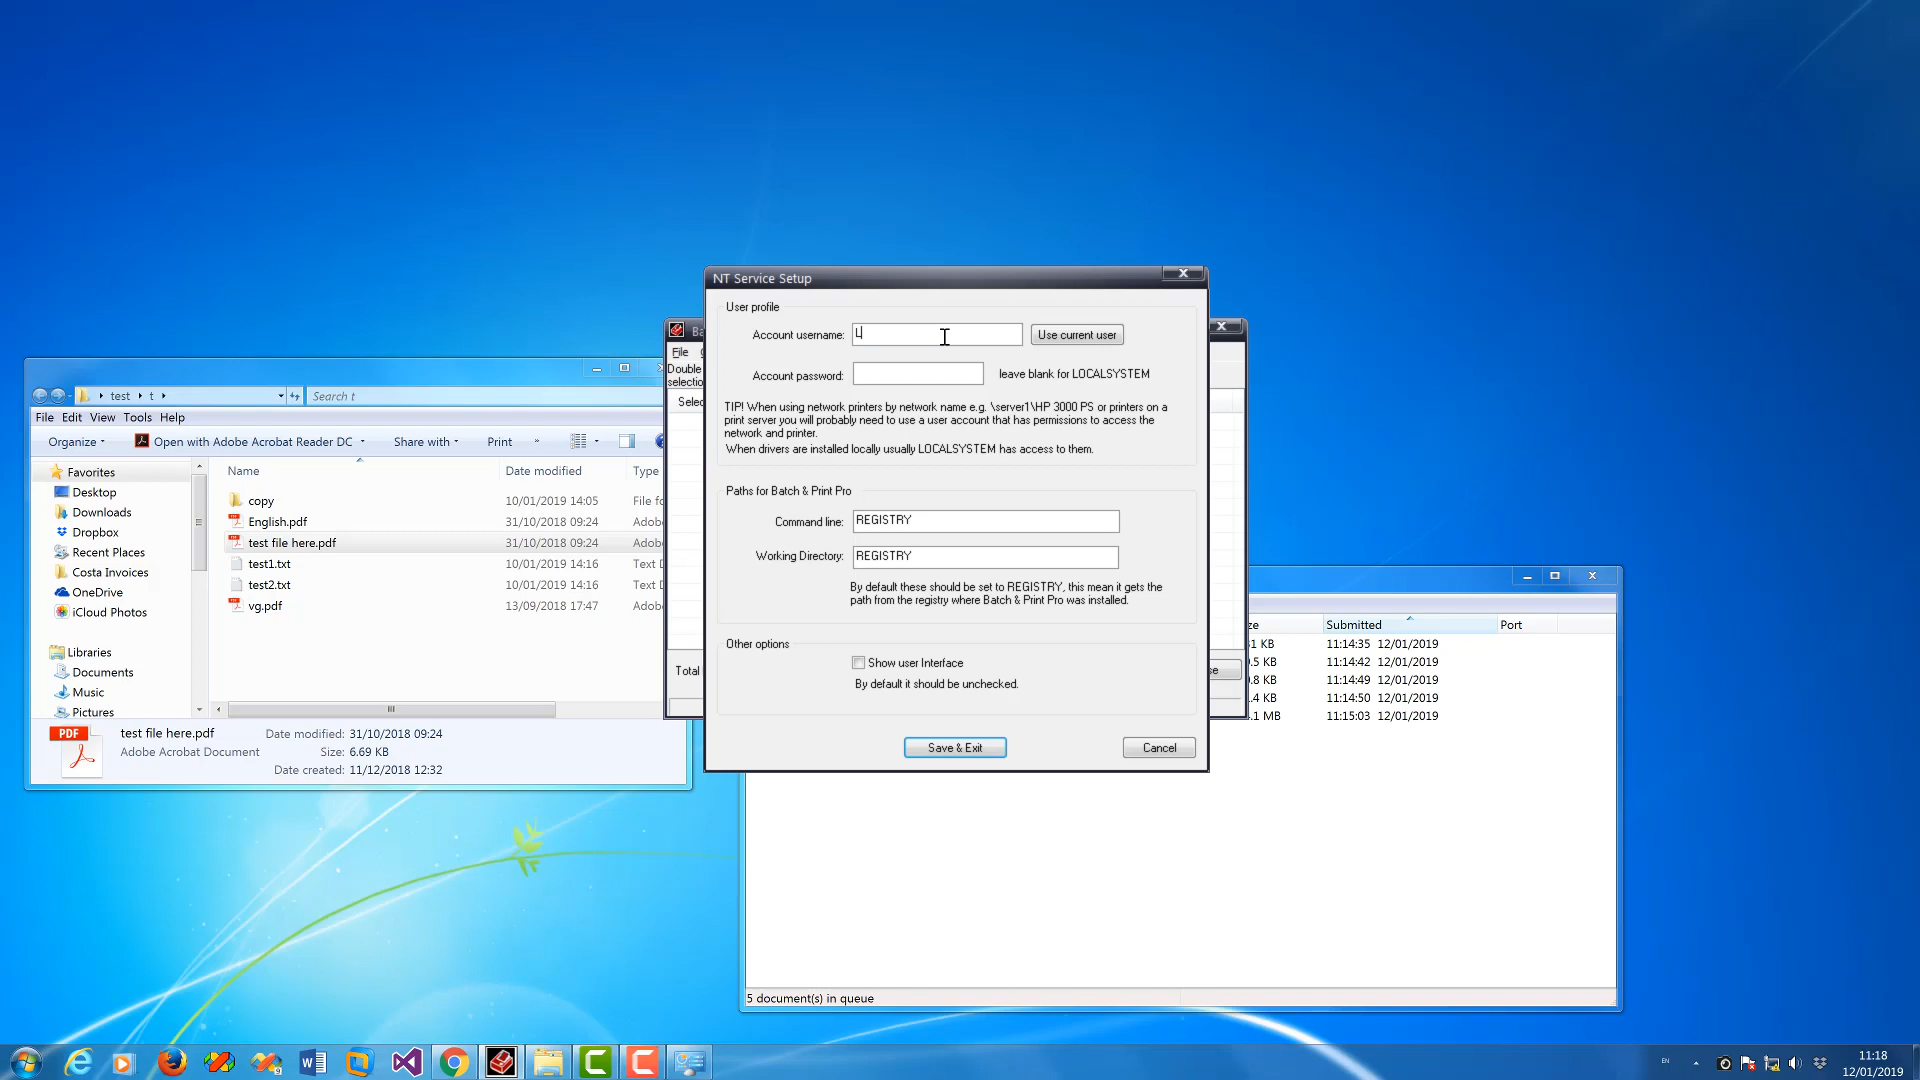 NT Service Setup
User profile
Account username: L
Use current user
Account password:
leave blank for LOCALSYSTEM
TIP! When using network printers by network name e.g. \server1\HP 3000 PS or printers on a
print server you will probably need to use a user account that has permissions to access the
network and printer.
When drivers are installed locally usually LOCALSYSTEM has access to them.
Paths for Batch & Print Pro
Command line: REGISTRY
Working Directory: REGISTRY
By default these should be set to REGISTRY, this mean it gets the
path from the registry where Batch & Print Pro was installed.
Other options
Show user Interface
By default it should be unchecked.
Save & Exit
Cancel
Ba
File
Double
selectio
Selec
Total
se
test
t
Search t
File Edit View Tools Help
Organize
Open with Adobe Acrobat Reader DC
Share with
Print
»
Favorites
Desktop
Downloads
Dropbox
Recent Places
Costa Invoices
OneDrive
iCloud Photos
Libraries
Documents
Music
Pictures
Name Date modified Type
copy 10/01/2019 14:05 File fo
English.pdf 31/10/2018 09:24 Adobe
test file here.pdf 31/10/2018 09:24 Adobe
test1.txt 10/01/2019 14:16 Text D
test2.txt 10/01/2019 14:16 Text D
vg.pdf 13/09/2018 17:47 Adobe
PDF
test file here.pdf
Adobe Acrobat Document
Date modified: 31/10/2018 09:24
Size: 6.69 KB
Date created: 11/12/2018 12:32
ze Submitted Port
31 KB 11:14:35 12/01/2019
.5 KB 11:14:42 12/01/2019
.8 KB 11:14:49 12/01/2019
.4 KB 11:14:50 12/01/2019
.1 MB 11:15:03 12/01/2019
5 document(s) in queue
EN
11:18
12/01/2019